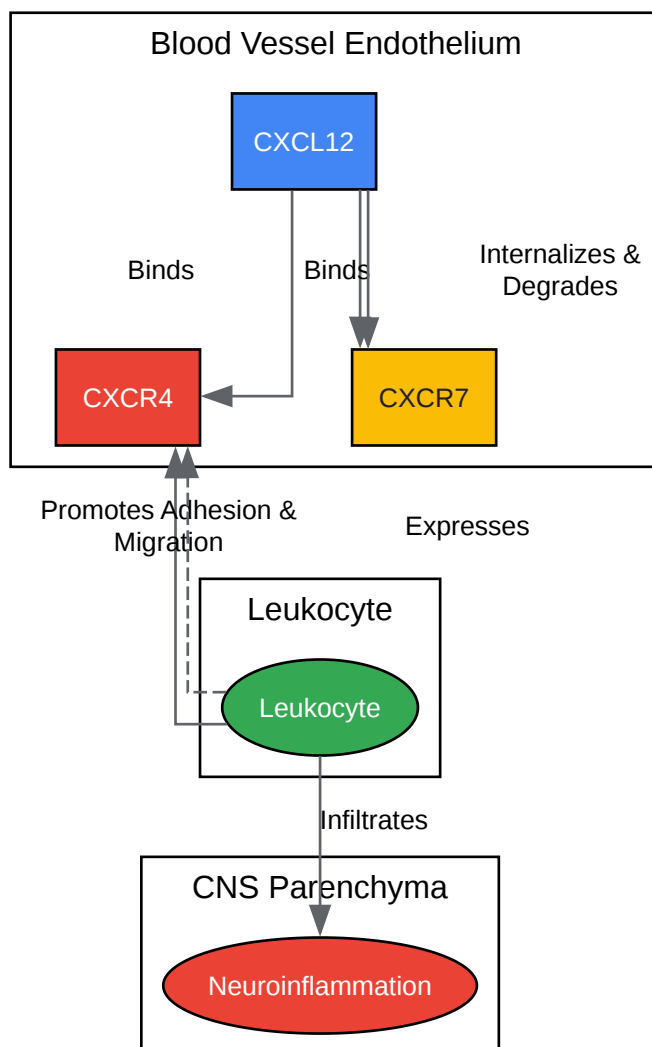 Blood Vessel Endothelium
CXCL12
Binds
Binds
Internalizes &
Degrades
CXCR4
CXCR7
Promotes Adhesion &
Migration
Expresses
Leukocyte
Leukocyte
Infiltrates
CNS Parenchyma
Neuroinflammation